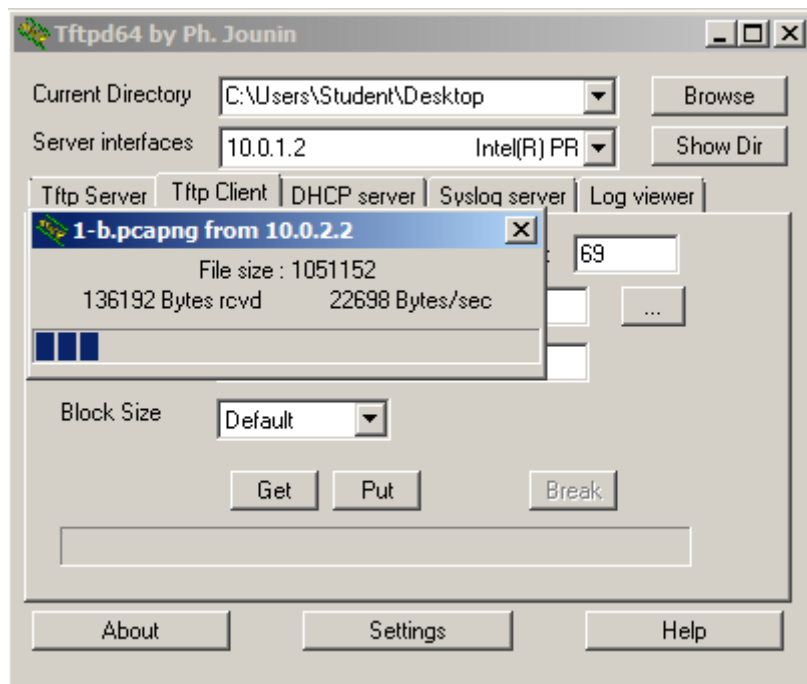 Tftpd64 by Ph. Jounin
Current Directory C:\Users\Student\Desktop Browse
Server interfaces 10.0.1.2 Intel(R) PR Show Dir
Tftp Server Tftp Client DHCP server Syslog server Log viewer
1-b.pcapng from 10.0.2.2
69
File size : 1051152
136192 Bytes rcvd 22698 Bytes/sec
...
Block Size Default
Get Put Break
About Settings Help